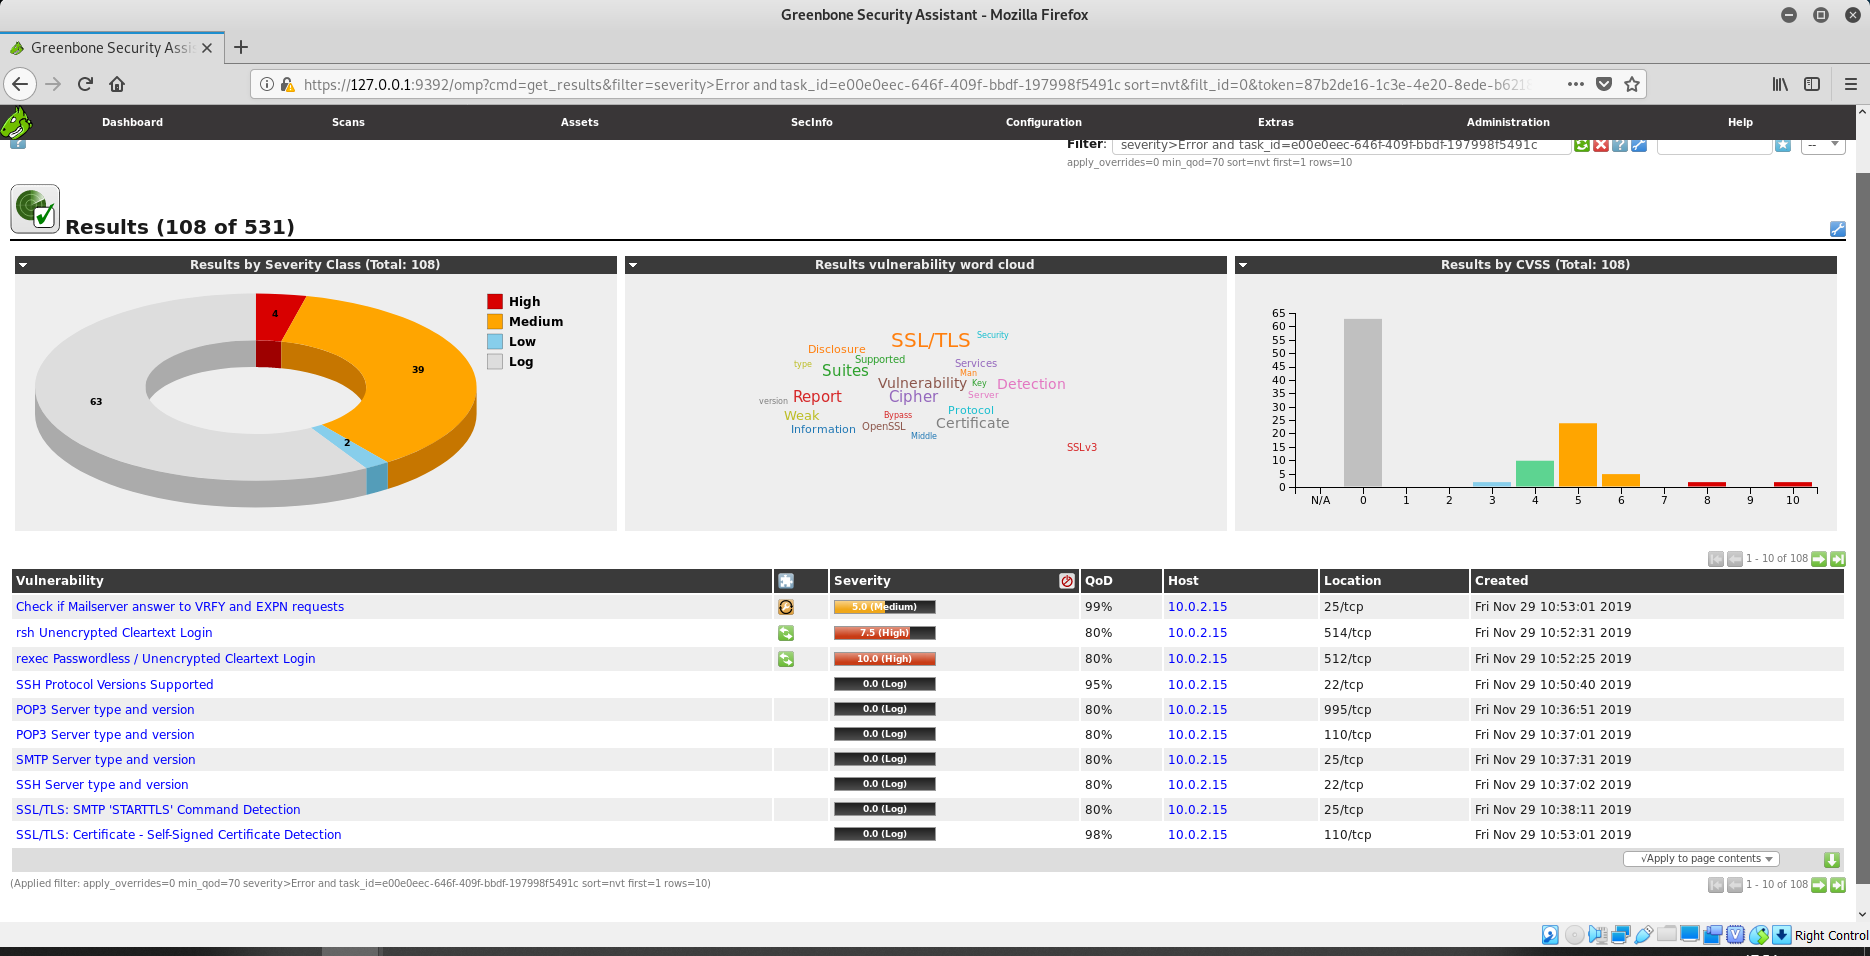 Greenbone Security Assistant - Mozilla Firefox
Greenbone Security Assis
https://127.0.0.1:9392/omp?cmd=get_results&filter=severity>Error and task_id=e00e0eec-646f-409f-bbdf-197998f5491c sort=nvt&filt_id=0&token=87b2de16-1c3e-4e20-8ede-b6218
Dashboard Scans Assets SecInfo Configuration Extras Administration Help
Filter: severity>Error and task_id=e00e0eec-646f-409f-bbdf-197998f5491c --
apply_overrides=0 min_qod=70 sort=nvt first=1 rows=10
Results (108 of 531)
Results by Severity Class (Total: 108)
4
39
63
2
High
Medium
Low
Log
Results vulnerability word cloud
SSL/TLS Security
Disclosure
type Supported Services
Suites Man
Vulnerability Key Detection
version Report Cipher Server
Weak Bypass Protocol
Information OpenSSL Certificate
Middle
SSLv3
Results by CVSS (Total: 108)
65
60
55
50
45
40
35
30
25
20
15
10
5
0
N/A 0 1 2 3 4 5 6 7 8 9 10
1 - 10 of 108
Vulnerability Severity QoD Host Location Created
Check if Mailserver answer to VRFY and EXPN requests 5.0 (Medium) 99% 10.0.2.15 25/tcp Fri Nov 29 10:53:01 2019
rsh Unencrypted Cleartext Login 7.5 (High) 80% 10.0.2.15 514/tcp Fri Nov 29 10:52:31 2019
rexec Passwordless / Unencrypted Cleartext Login 10.0 (High) 80% 10.0.2.15 512/tcp Fri Nov 29 10:52:25 2019
SSH Protocol Versions Supported 0.0 (Log) 95% 10.0.2.15 22/tcp Fri Nov 29 10:50:40 2019
POP3 Server type and version 0.0 (Log) 80% 10.0.2.15 995/tcp Fri Nov 29 10:36:51 2019
POP3 Server type and version 0.0 (Log) 80% 10.0.2.15 110/tcp Fri Nov 29 10:37:01 2019
SMTP Server type and version 0.0 (Log) 80% 10.0.2.15 25/tcp Fri Nov 29 10:37:31 2019
SSH Server type and version 0.0 (Log) 80% 10.0.2.15 22/tcp Fri Nov 29 10:37:02 2019
SSL/TLS: SMTP 'STARTTLS' Command Detection 0.0 (Log) 80% 10.0.2.15 25/tcp Fri Nov 29 10:38:11 2019
SSL/TLS: Certificate - Self-Signed Certificate Detection 0.0 (Log) 98% 10.0.2.15 110/tcp Fri Nov 29 10:53:01 2019
√Apply to page contents
(Applied filter: apply_overrides=0 min_qod=70 severity>Error and task_id=e00e0eec-646f-409f-bbdf-197998f5491c sort=nvt first=1 rows=10)
1 - 10 of 108
Right Control